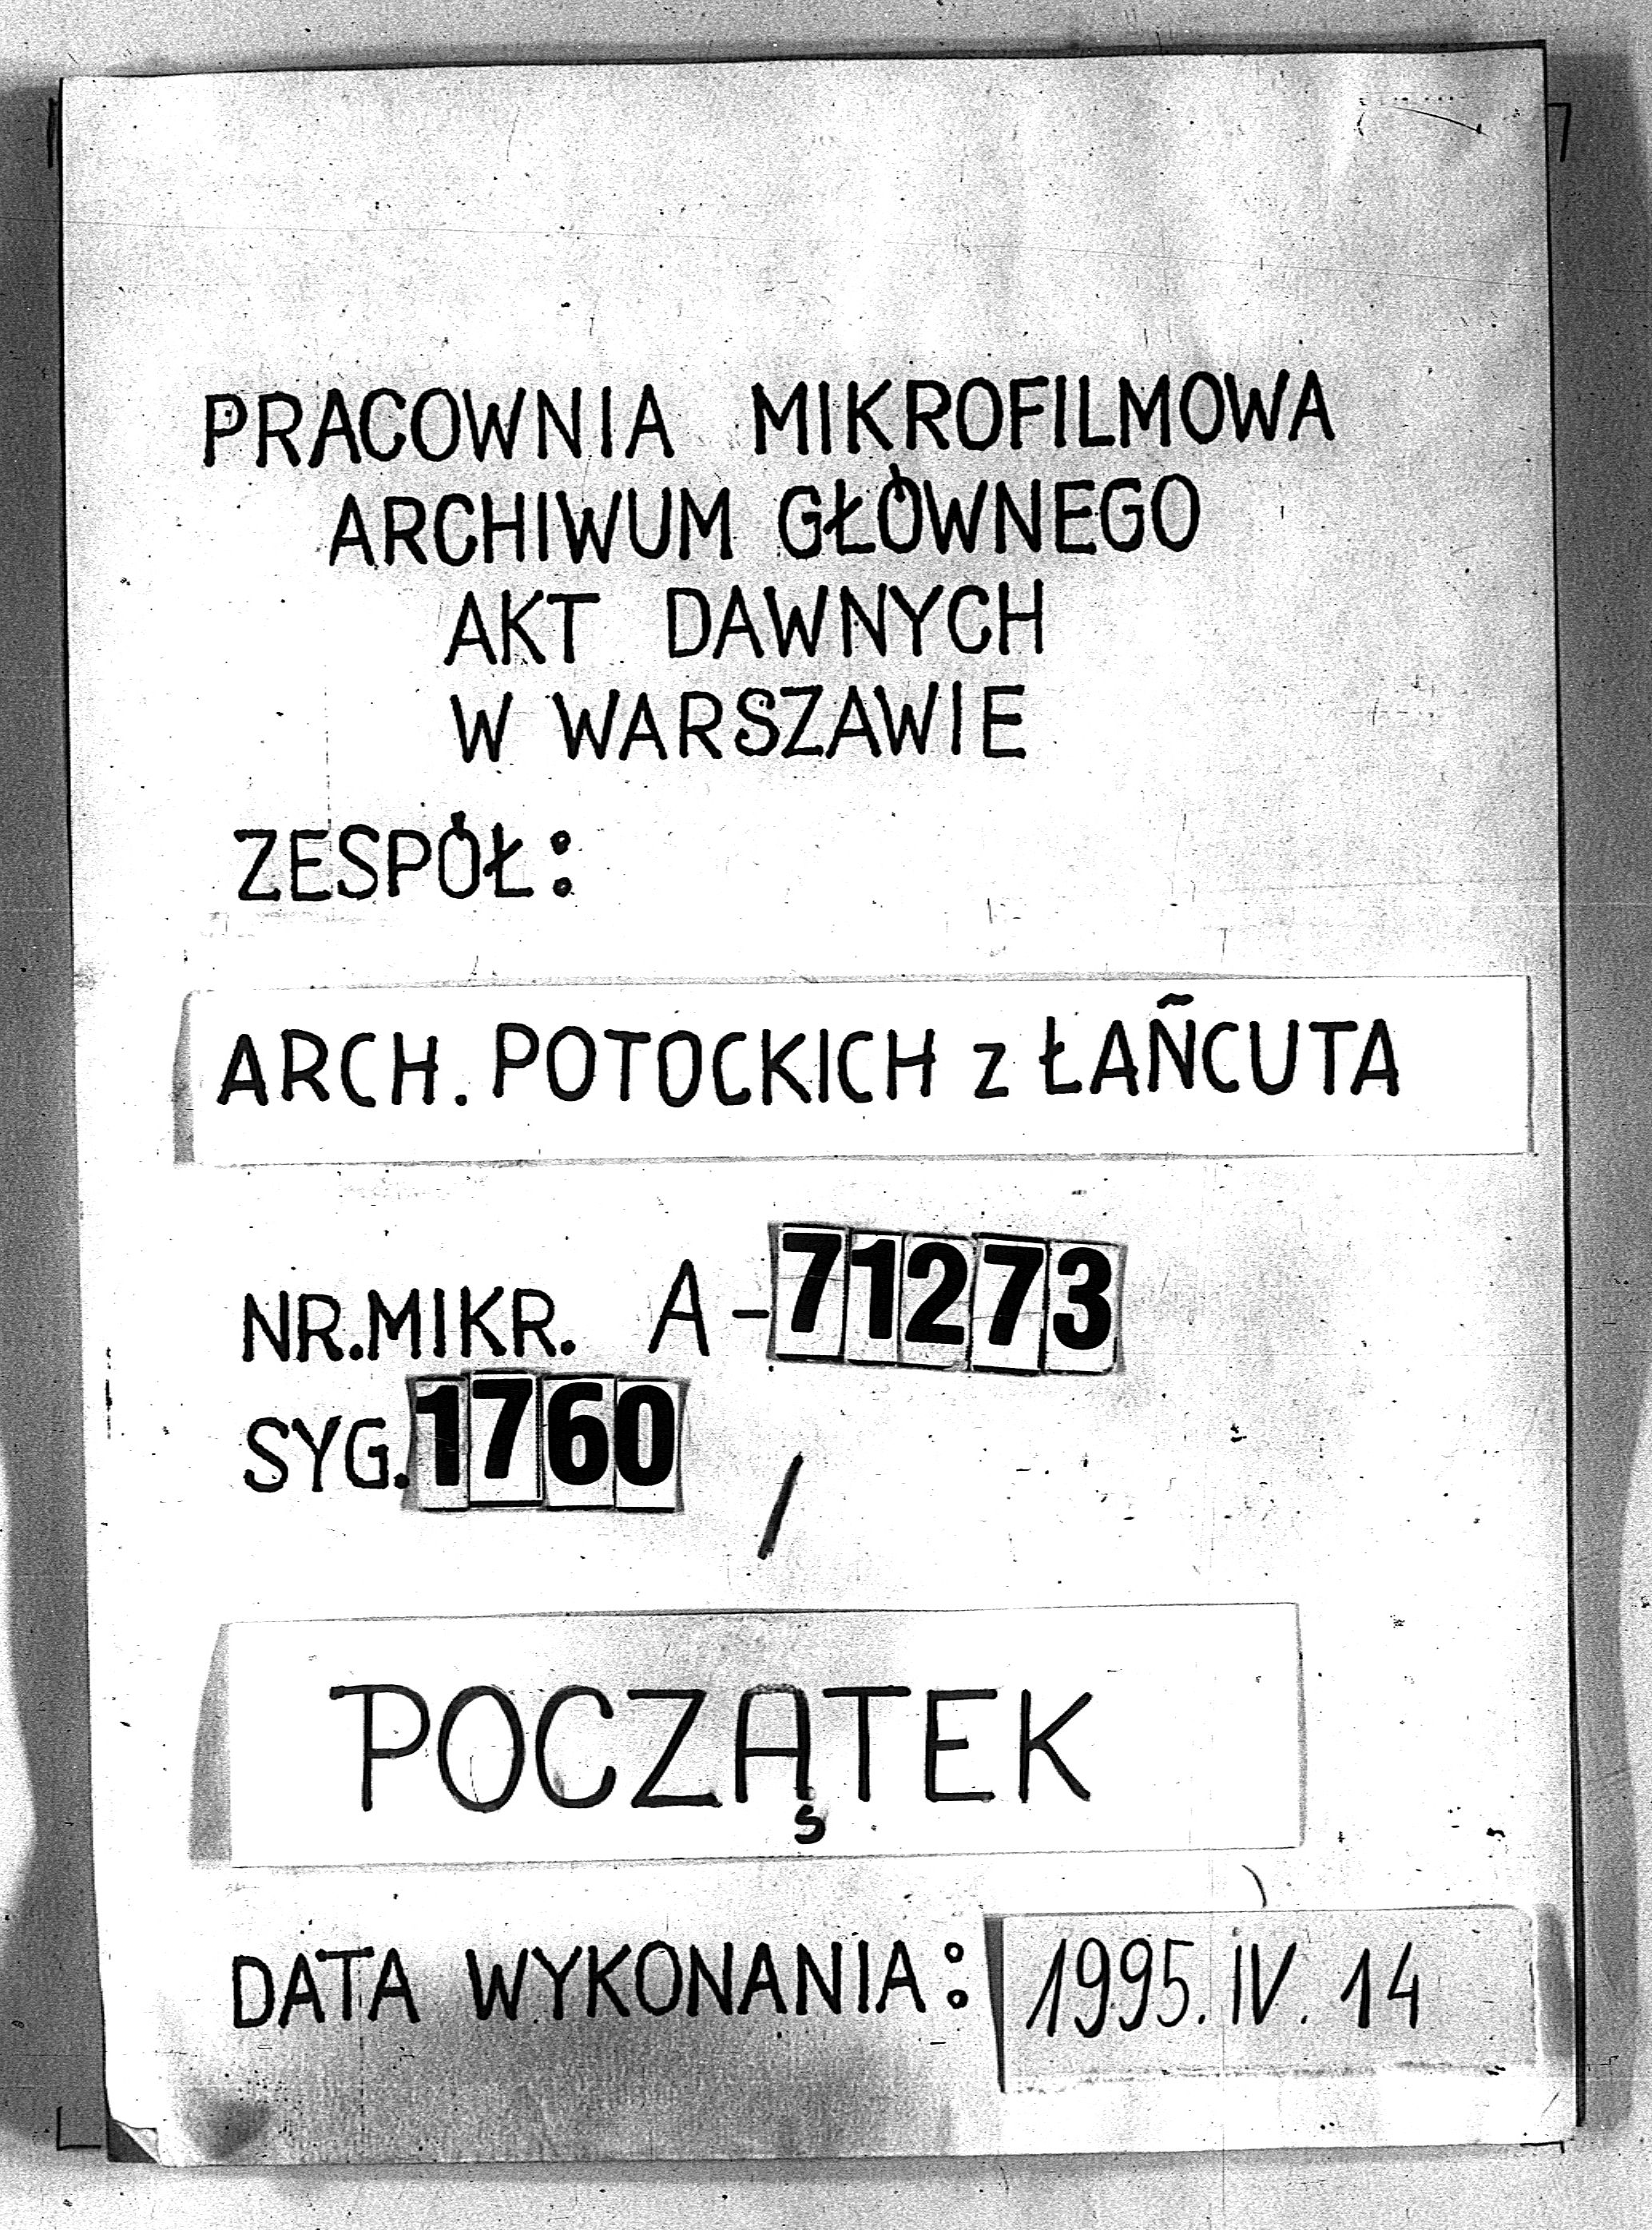 PRACOWNIA MIKROFILMOWA
ARCHIWUM GŁÓWNEGO
AKT DAWNYCH
W WARSZAWIE
ZESPÓŁ:
ARCH. POTOCKICH z ŁAŃCUTA
NR.MIKR. A-71273
SYG. 1760 /
POCZĄTEK
DATA WYKONANIA: 1995. IV. 14